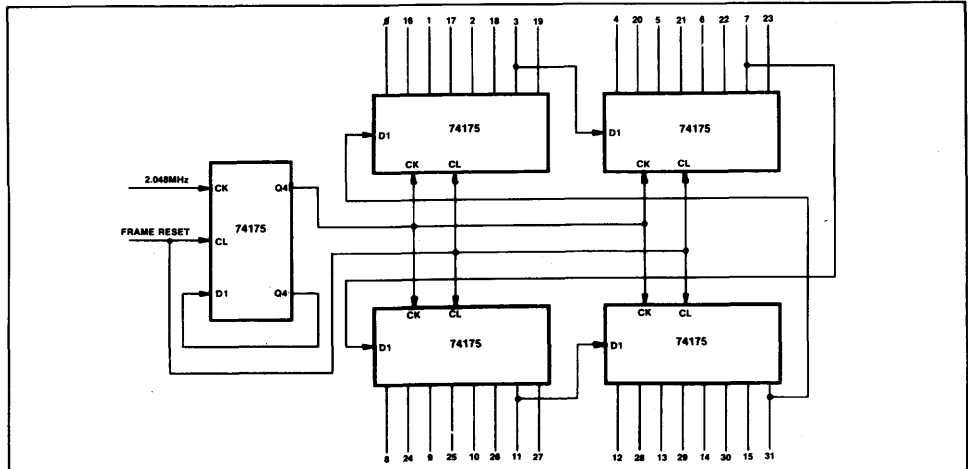 0 16 1 17 2 18 3 19
4 20 5 21 6 22 7 23
74175
D1
CK CL
74175
D1
CK CL
2.048MHz
CK Q4
74175
FRAME RESET
CL
D1 Q4
CK CL
D1
74175
CK CL
D1
74175
8 24 9 25 10 26 11 27
12 28 13 29 14 30 15 31